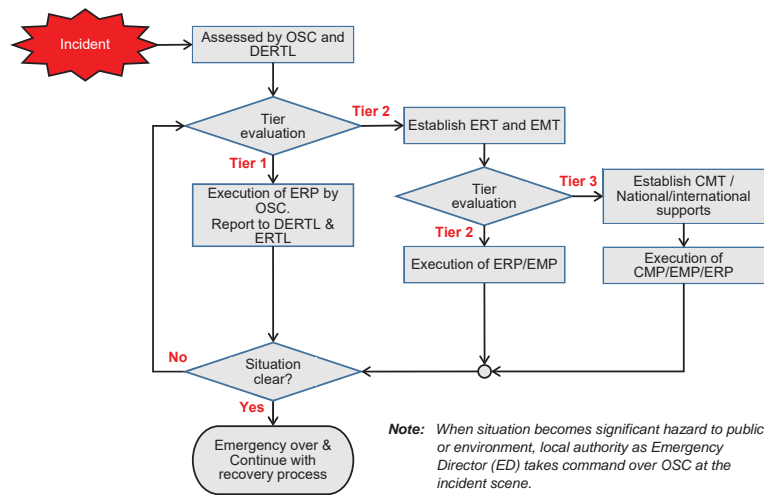 Incident
Assessed by OSC and
DERTL
Tier
evaluation
Tier 2
Establish ERT and EMT
Tier 1
Execution of ERP by
OSC.
Report to DERTL &
ERTL
Tier
evaluation
Tier 3
Establish CMT /
National/international
supports
Tier 2
Execution of ERP/EMP
Execution of
CMP/EMP/ERP
No
Situation
clear?
Yes
Emergency over &
Continue with
recovery process
Note: When situation becomes significant hazard to public
or environment, local authority as Emergency
Director (ED) takes command over OSC at the
incident scene.